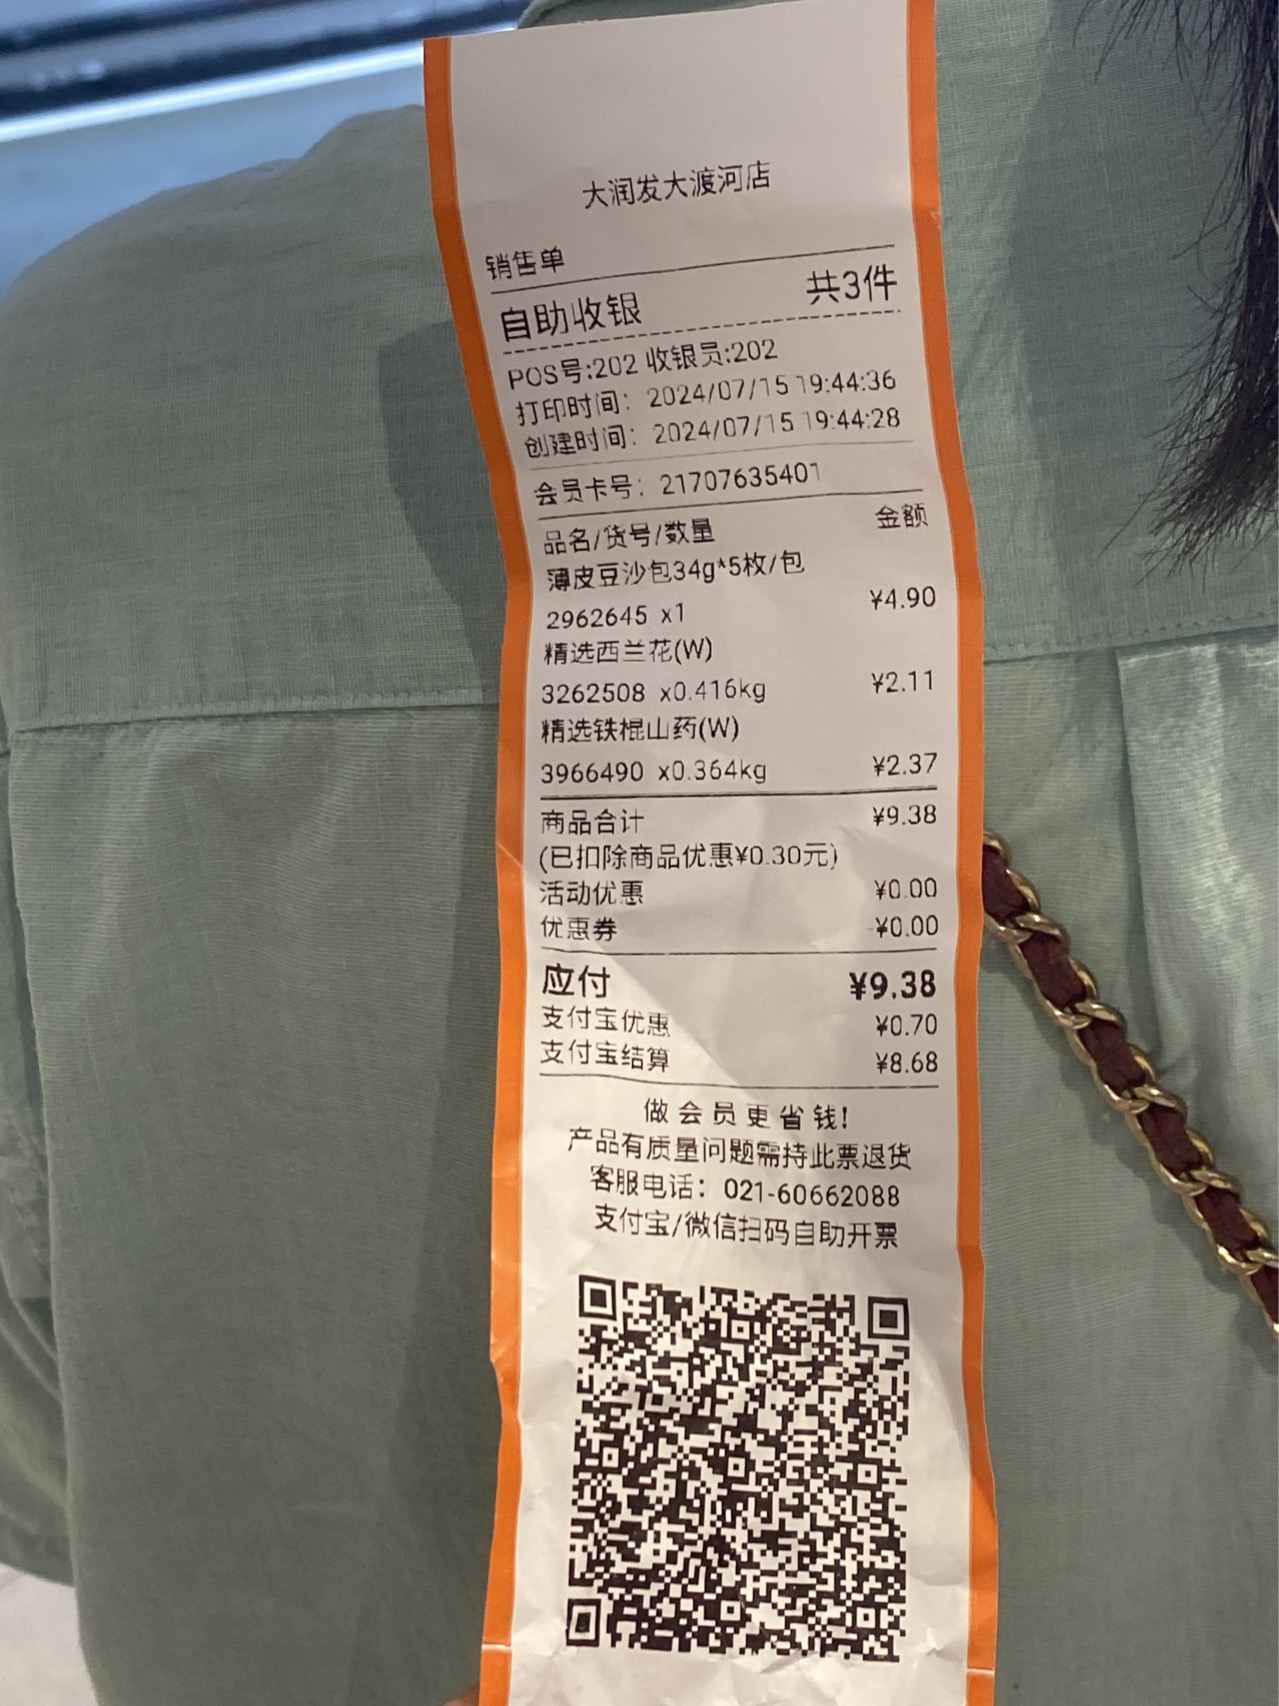 大润发大渡河店
销售单
自助收银 共3件
POS号:202 收银员:202
打印时间: 2024/07/15 19:44:36
创建时间: 2024/07/15 19:44:28
会员卡号: 21707635401
品名/货号/数量 金额
薄皮豆沙包34g*5枚/包
2962645 x1 ¥4.90
精选西兰花(W)
3262508 x0.416kg ¥2.11
精选铁棍山药(W)
3966490 x0.364kg ¥2.37
商品合计 ¥9.38
(已扣除商品优惠¥0.30元)
活动优惠 ¥0.00
优惠券 -¥0.00
应付 ¥9.38
支付宝优惠 ¥0.70
支付宝结算 ¥8.68
做会员更省钱!
产品有质量问题需持此票退货
客服电话: 021-60662088
支付宝/微信扫码自助开票